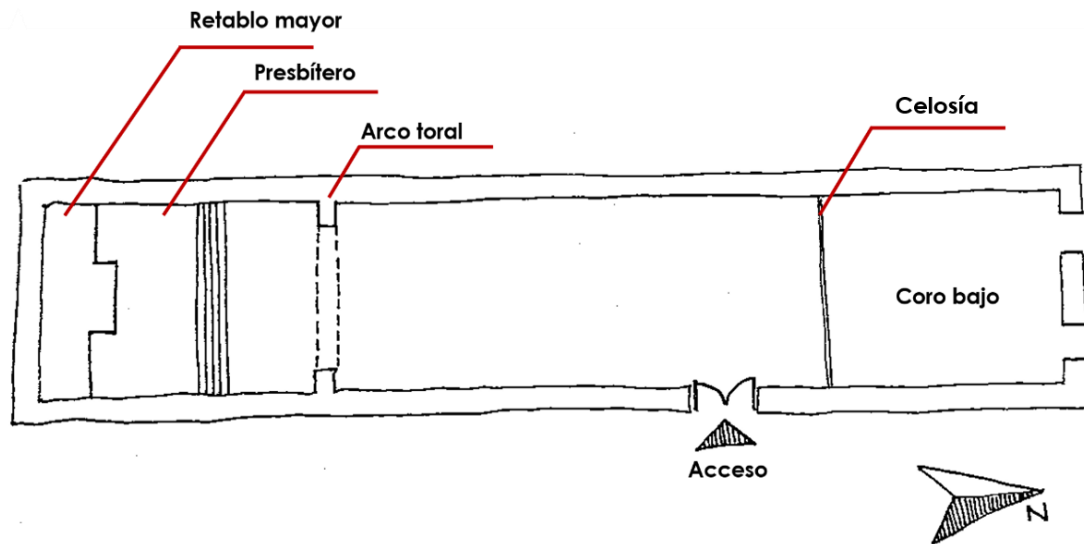 Retablo mayor
Presbítero
Arco toral
Celosía
Coro bajo
Acceso
N